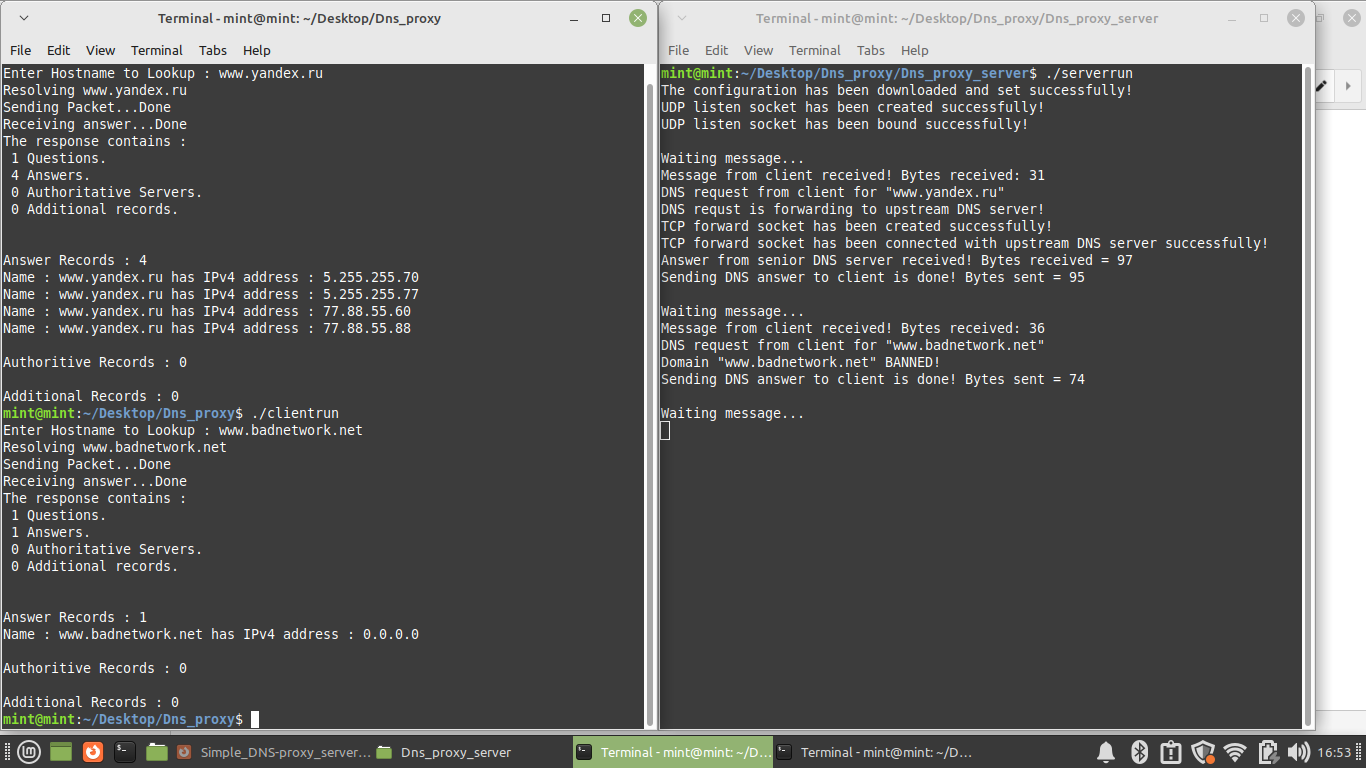 Terminal - mint@mint: ~/Desktop/Dns_proxy
File Edit View Terminal Tabs Help
Enter Hostname to Lookup : www.yandex.ru
Resolving www.yandex.ru
Sending Packet...Done
Receiving answer...Done
The response contains :
 1 Questions.
 4 Answers.
 0 Authoritative Servers.
 0 Additional records.
Answer Records : 4
Name : www.yandex.ru has IPv4 address : 5.255.255.70
Name : www.yandex.ru has IPv4 address : 5.255.255.77
Name : www.yandex.ru has IPv4 address : 77.88.55.60
Name : www.yandex.ru has IPv4 address : 77.88.55.88
Authoritive Records : 0
Additional Records : 0
mint@mint:~/Desktop/Dns_proxy$ ./clientrun
Enter Hostname to Lookup : www.badnetwork.net
Resolving www.badnetwork.net
Sending Packet...Done
Receiving answer...Done
The response contains :
 1 Questions.
 1 Answers.
 0 Authoritative Servers.
 0 Additional records.
Answer Records : 1
Name : www.badnetwork.net has IPv4 address : 0.0.0.0
Authoritive Records : 0
Additional Records : 0
mint@mint:~/Desktop/Dns_proxy$
Terminal - mint@mint: ~/Desktop/Dns_proxy/Dns_proxy_server
File Edit View Terminal Tabs Help
mint@mint:~/Desktop/Dns_proxy/Dns_proxy_server$ ./serverrun
The configuration has been downloaded and set successfully!
UDP listen socket has been created successfully!
UDP listen socket has been bound successfully!
Waiting message...
Message from client received! Bytes received: 31
DNS request from client for "www.yandex.ru"
DNS requst is forwarding to upstream DNS server!
TCP forward socket has been created successfully!
TCP forward socket has been connected with upstream DNS server successfully!
Answer from senior DNS server received! Bytes received = 97
Sending DNS answer to client is done! Bytes sent = 95
Waiting message...
Message from client received! Bytes received: 36
DNS request from client for "www.badnetwork.net"
Domain "www.badnetwork.net" BANNED!
Sending DNS answer to client is done! Bytes sent = 74
Waiting message...
Simple_DNS-proxy_server... Dns_proxy_server Terminal - mint@mint: ~/D... Terminal - mint@mint: ~/D... 16:53